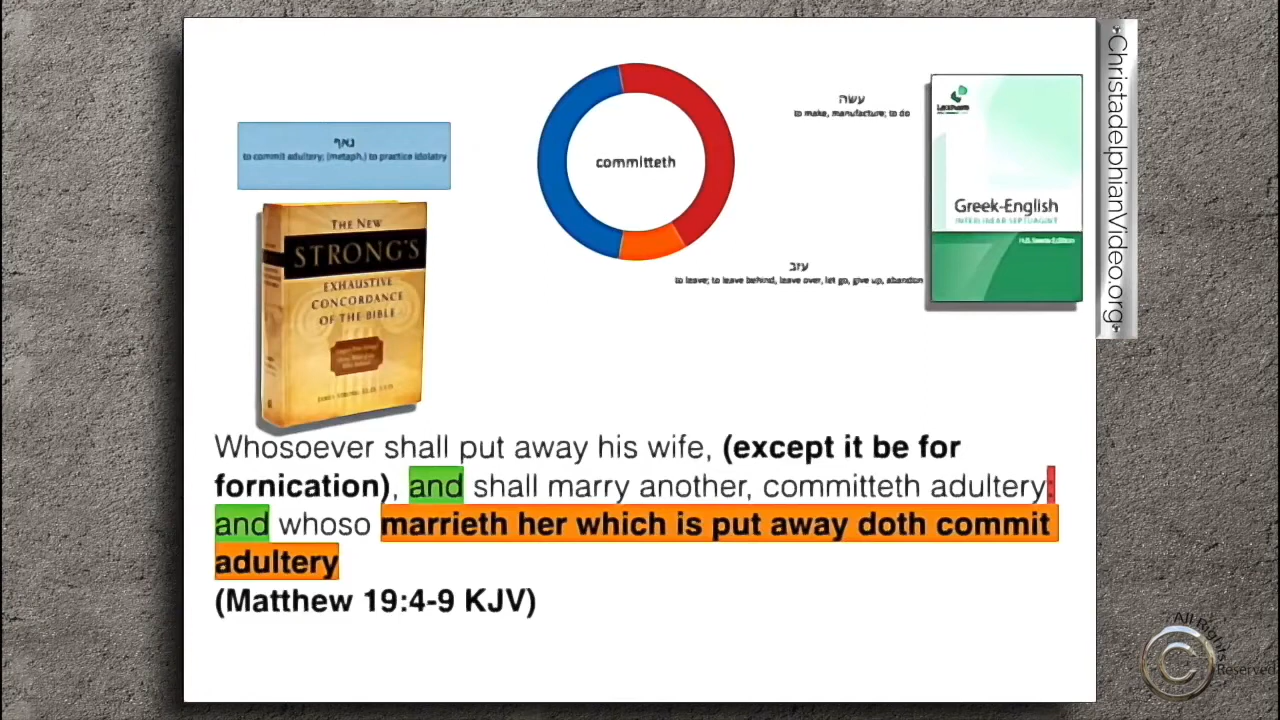 נאף
to commit adultery; (metaph.) to practice idolatry
THE NEW
STRONG'S
EXHAUSTIVE
CONCORDANCE
OF THE BIBLE
committeth
עשה
to make, manufacture; to do
עזב
to leave; to leave behind, leave over, let go, give up, abandon
Greek-English
INTERLINEAR SEPTUAGINT
ChristadelphianVideo.org
Whosoever shall put away his wife, (except it be for
fornication), and shall marry another, committeth adultery:
and whoso marrieth her which is put away doth commit
adultery
(Matthew 19:4-9 KJV)
All Rights
C
Reserved